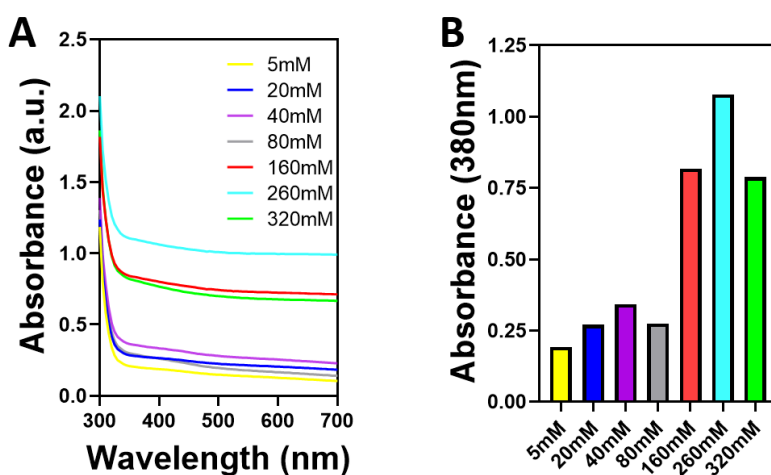 A
Absorbance (a.u.)
2.5
2.0
1.5
1.0
0.5
0.0
5mM
20mM
40mM
80mM
160mM
260mM
320mM
300 400 500 600 700
Wavelength (nm)
B
Absorbance (380nm)
1.25
1.00
0.75
0.50
0.25
0.00
5mM
20mM
40mM
80mM
160mM
260mM
320mM